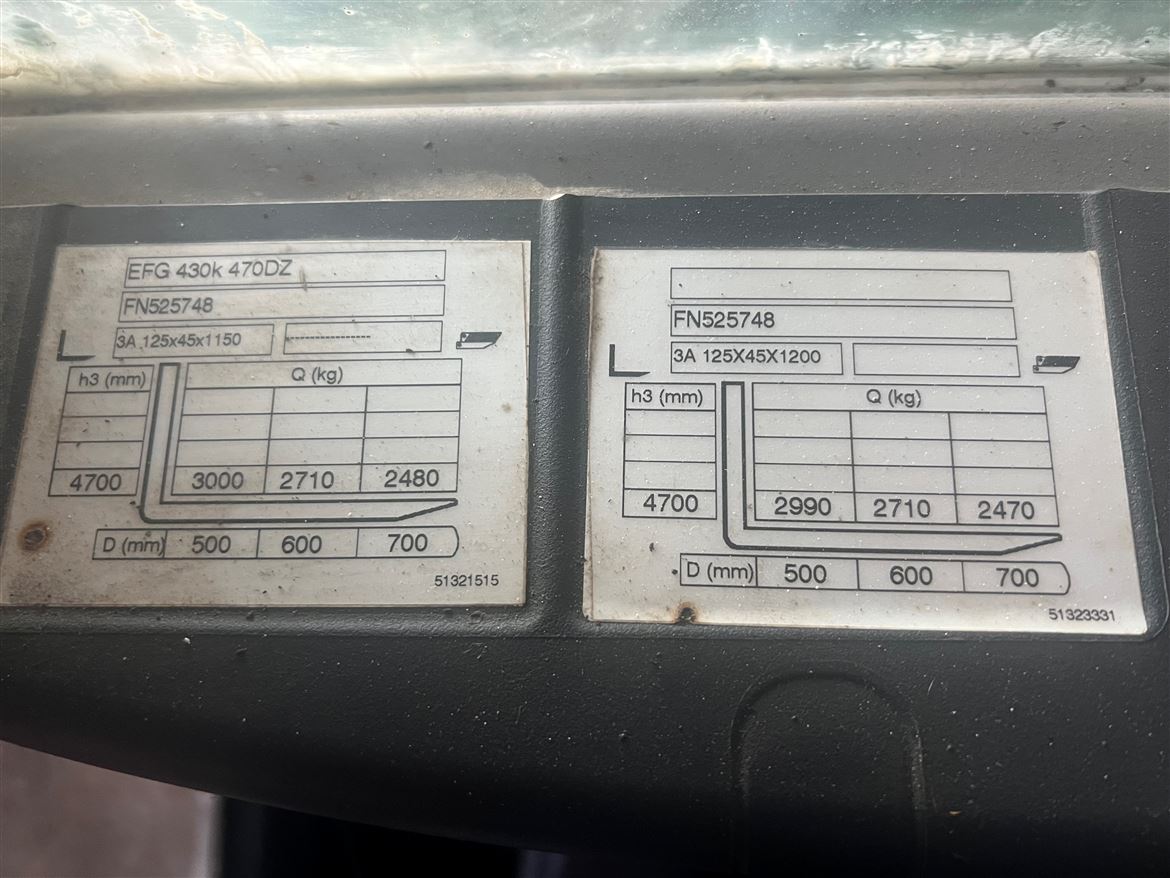 EFG 430k 470DZ
FN525748
3A 125x45x1150 -----------------
h3 (mm) Q (kg)
4700 3000 2710 2480
D (mm) 500 600 700
51321515
FN525748
3A 125X45X1200
h3 (mm) Q (kg)
4700 2990 2710 2470
D (mm) 500 600 700
51323331